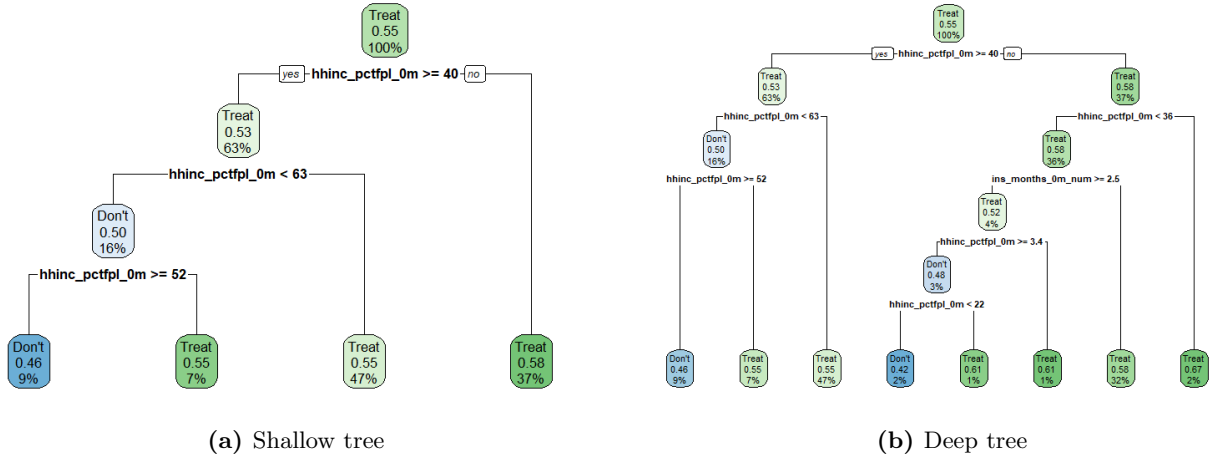 Treat
0.55
100%
yes hhinc_pctfpl_0m >= 40 no
Treat
0.53
63%
hhinc_pctfpl_0m < 63
Don't
0.50
16%
hhinc_pctfpl_0m >= 52
Don't
0.46
9%
Treat
0.55
7%
Treat
0.55
47%
Treat
0.58
37%
(a) Shallow tree
Treat
0.55
100%
yes hhinc_pctfpl_0m >= 40 no
Treat
0.53
63%
Treat
0.58
37%
hhinc_pctfpl_0m < 63
hhinc_pctfpl_0m < 36
Don't
0.50
16%
Treat
0.58
36%
hhinc_pctfpl_0m >= 52
ins_months_0m_num >= 2.5
Treat
0.52
4%
hhinc_pctfpl_0m >= 3.4
Don't
0.48
3%
hhinc_pctfpl_0m < 22
Don't
0.46
9%
Treat
0.55
7%
Treat
0.55
47%
Don't
0.42
2%
Treat
0.61
1%
Treat
0.61
1%
Treat
0.58
32%
Treat
0.67
2%
(b) Deep tree